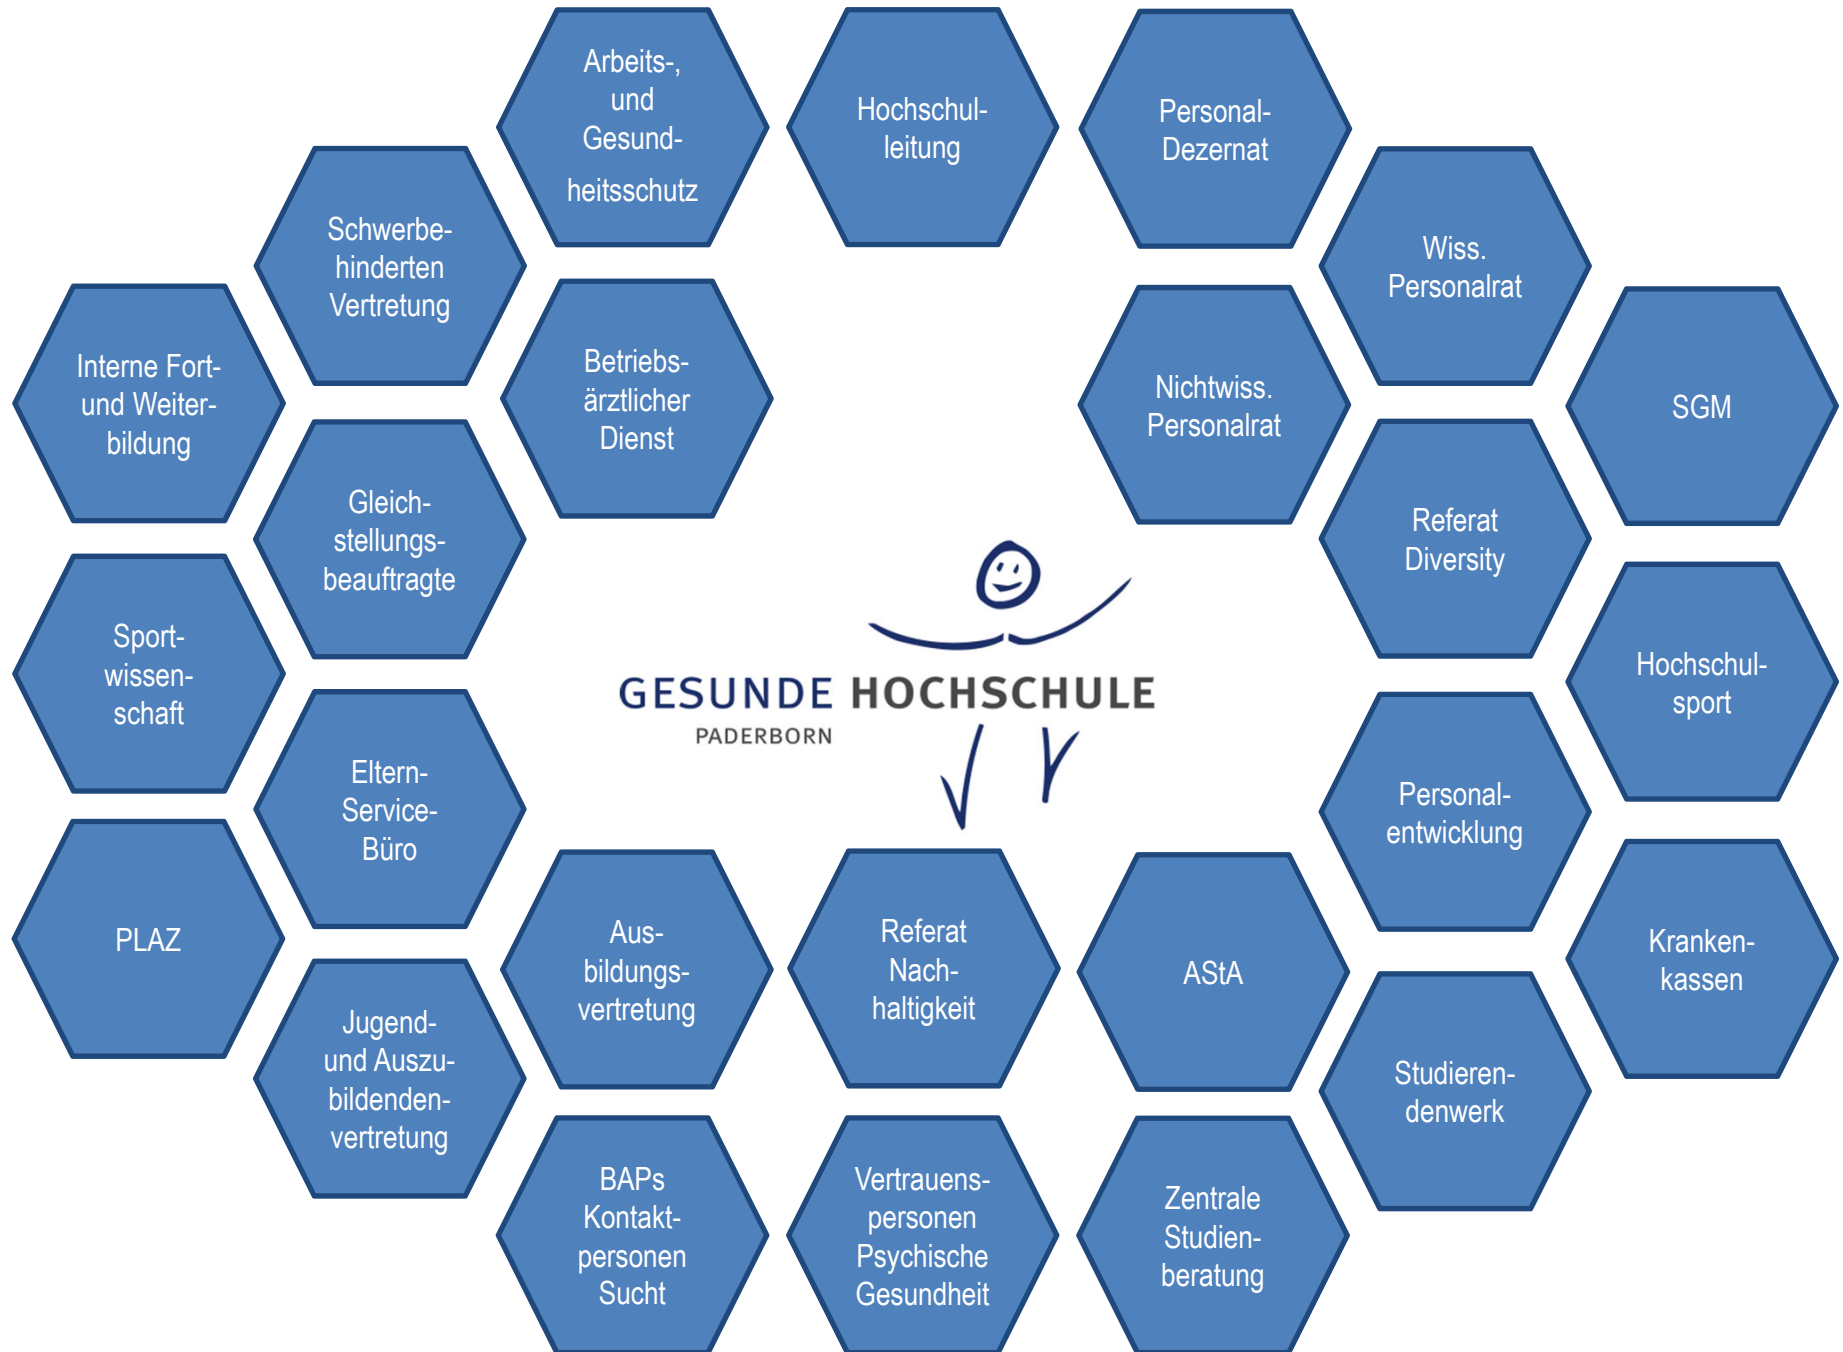 Arbeits-,
und
Gesund-
heitsschutz
Hochschul-
leitung
Personal-
Dezernat
Schwerbe-
hinderten
Vertretung
Wiss.
Personalrat
Interne Fort-
und Weiter-
bildung
Betriebs-
ärztlicher
Dienst
Nichtwiss.
Personalrat
SGM
Gleich-
stellungs-
beauftragte
Referat
Diversity
Sport-
wissen-
schaft
GESUNDE HOCHSCHULE
PADERBORN
Hochschul-
sport
Eltern-
Service-
Büro
Personal-
entwicklung
PLAZ
Aus-
bildungs-
vertretung
Referat
Nach-
haltigkeit
AStA
Kranken-
kassen
Jugend-
und Auszu-
bildenden-
vertretung
Studieren-
denwerk
BAPs
Kontakt-
personen
Sucht
Vertrauens-
personen
Psychische
Gesundheit
Zentrale
Studien-
beratung